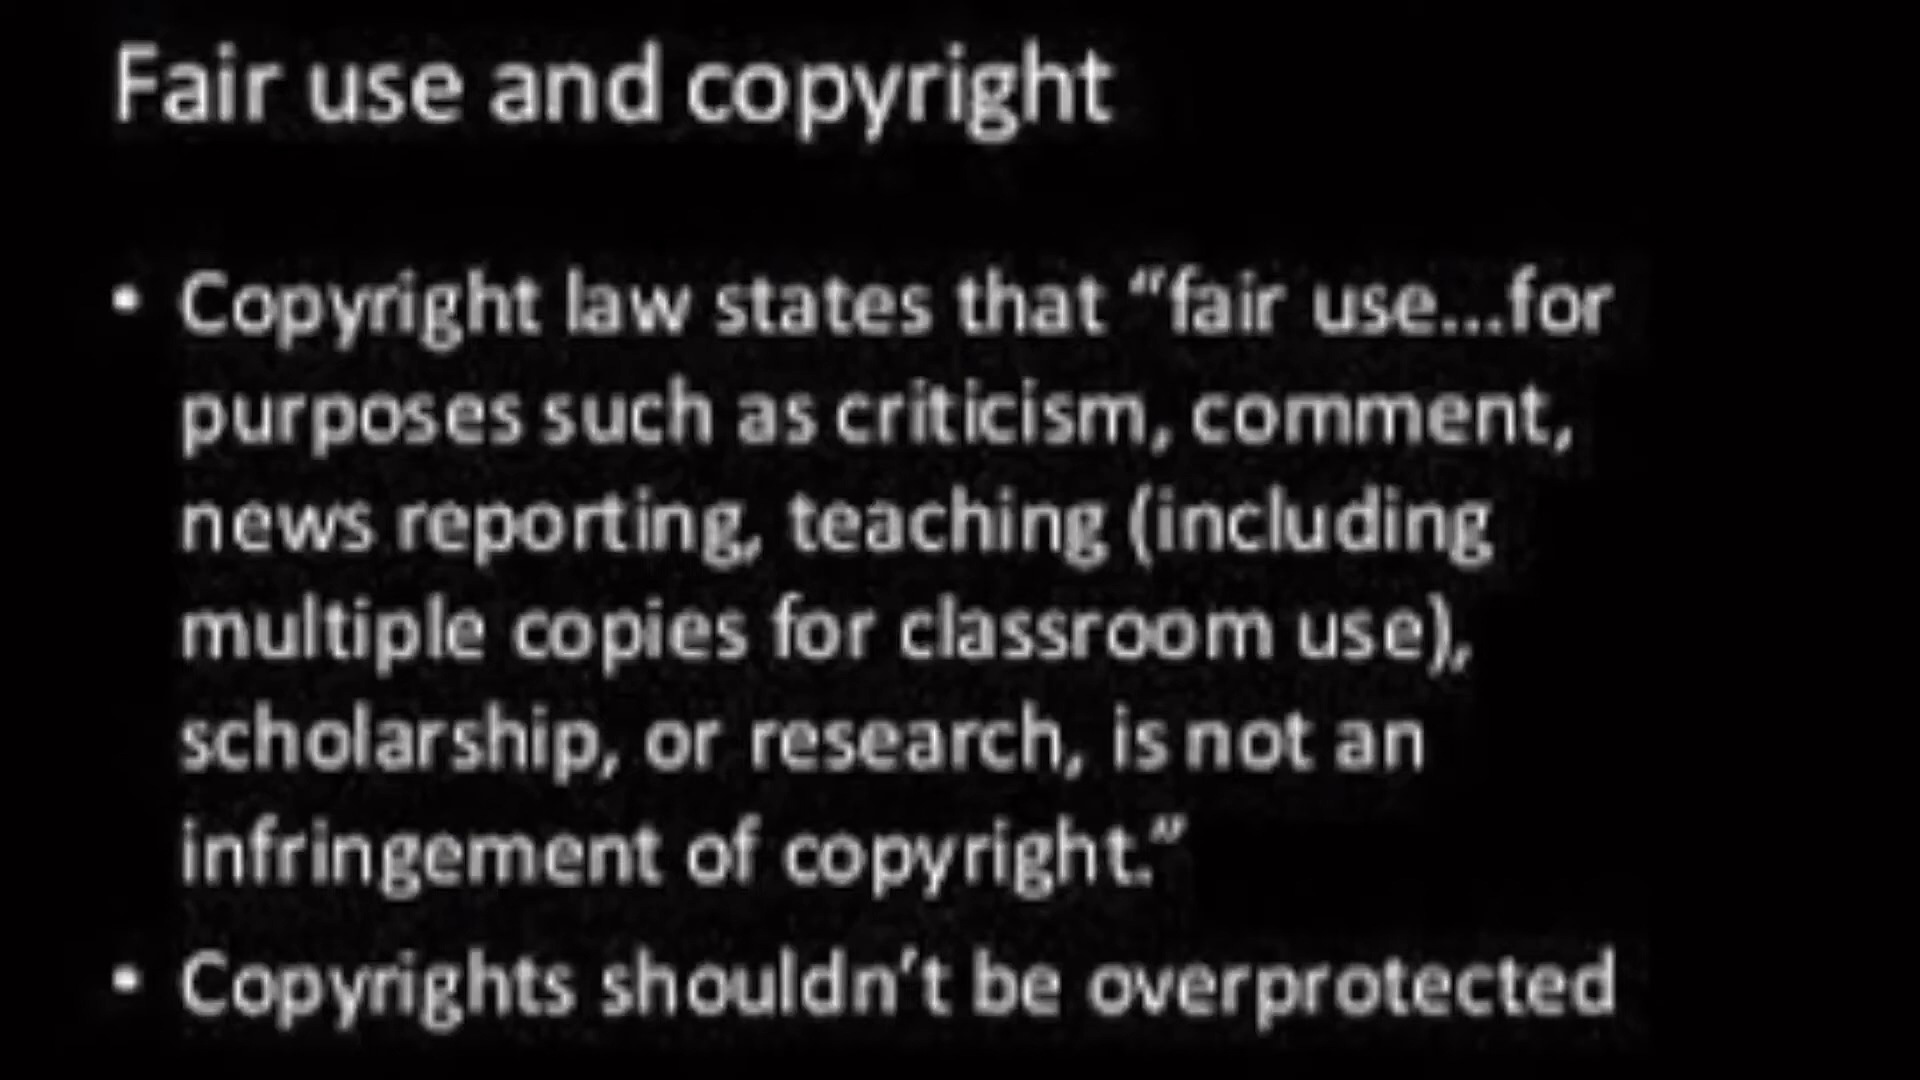 Fair use and copyright
• Copyright law states that “fair use...for
purposes such as criticism, comment,
news reporting, teaching (including
multiple copies for classroom use),
scholarship, or research, is not an
infringement of copyright.”
• Copyrights shouldn’t be overprotected